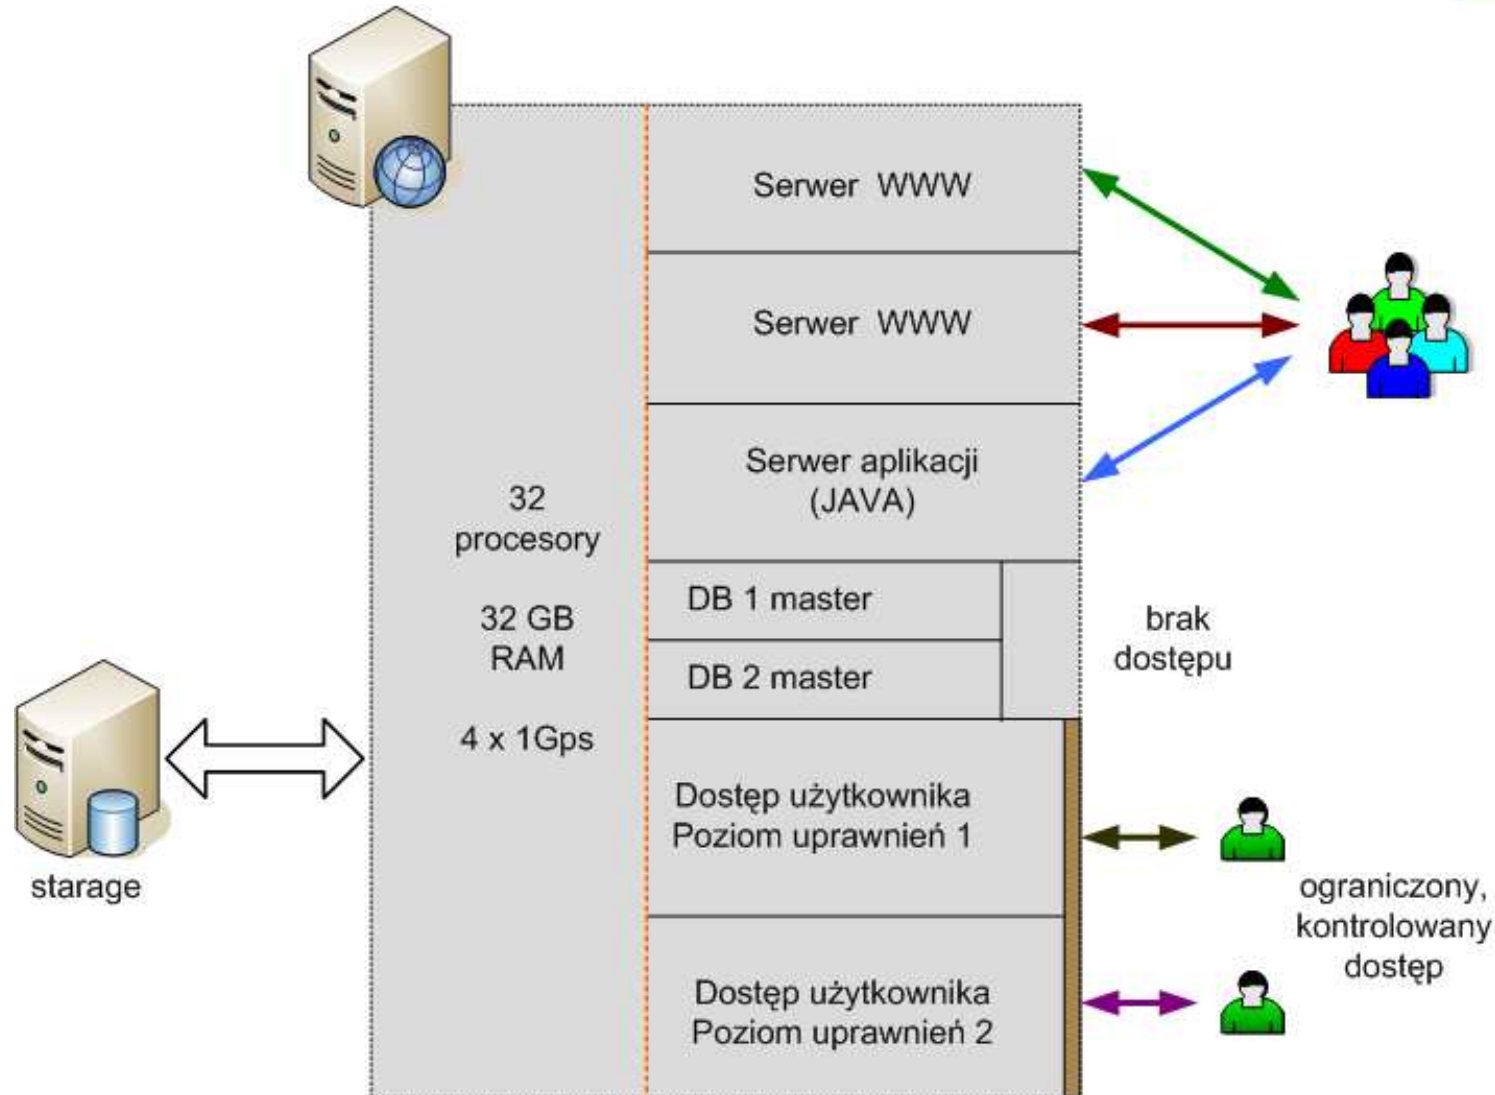 Serwer WWW
Serwer WWW
Serwer aplikacji
(JAVA)
32
procesory
32 GB
RAM
4 x 1Gps
DB 1 master
DB 2 master
brak
dostępu
Dostęp użytkownika
Poziom uprawnień 1
starage
ograniczony,
kontrolowany
dostęp
Dostęp użytkownika
Poziom uprawnień 2